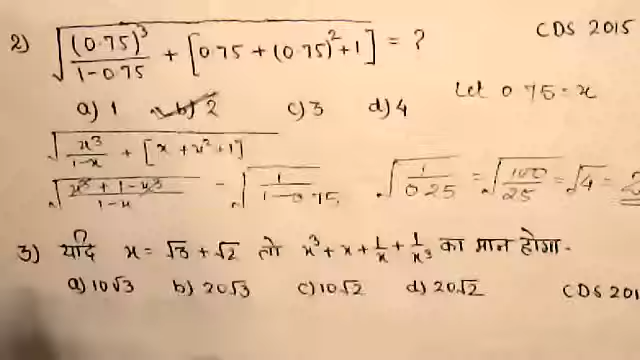 2) √((0.75)³/(1-0.75) + [0.75 + (0.75)² + 1]) = ? CDS 2015
a) 1 b) 2 c) 3 d) 4 Let 0.75 = x
√(x³/(1-x) + [x + x² + 1])
√((x³ + 1 - x³)/(1-x)) = √(1/(1-0.75)) √(1/0.25) = √(100/25) = √4 = 2
3) यदि x = √3 + √2 तो x³ + x + 1/x + 1/x³ का मान होगा -
a) 10√3 b) 20√3 c) 10√2 d) 20√2 CDS 201